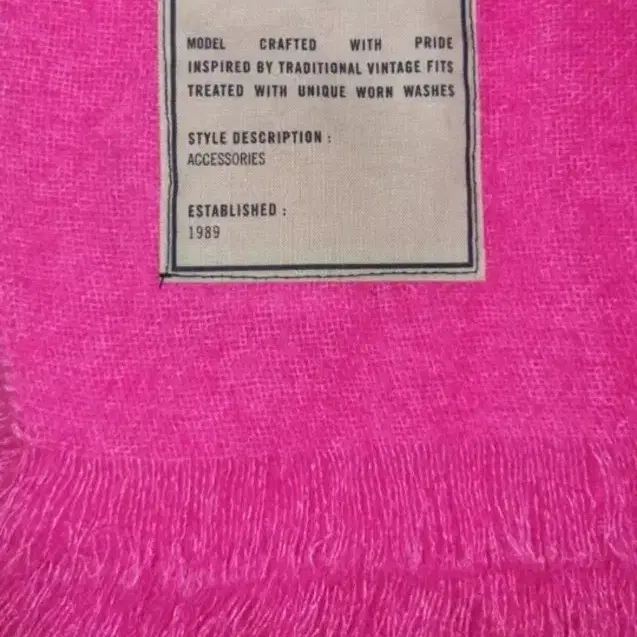 MODEL CRAFTED WITH PRIDE
INSPIRED BY TRADITIONAL VINTAGE FITS
TREATED WITH UNIQUE WORN WASHES
STYLE DESCRIPTION :
ACCESSORIES
ESTABLISHED :
1989